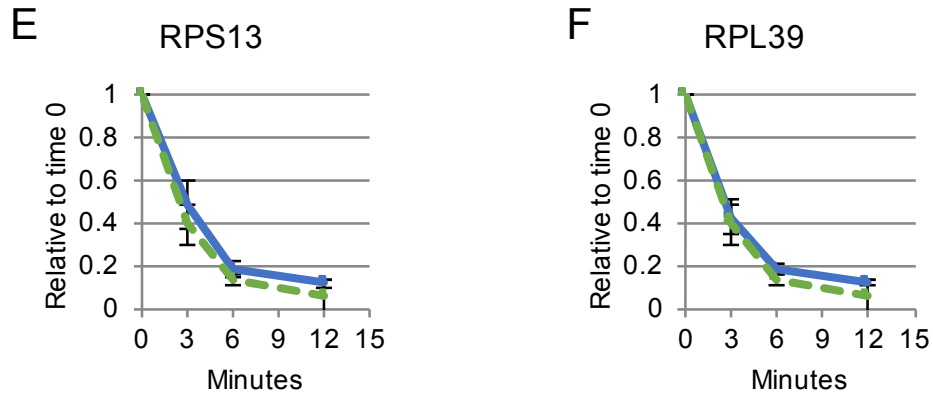 E
RPS13
Relative to time 0
1
0.8
0.6
0.4
0.2
0
0 3 6 9 12 15
Minutes
F
RPL39
Relative to time 0
1
0.8
0.6
0.4
0.2
0
0 3 6 9 12 15
Minutes